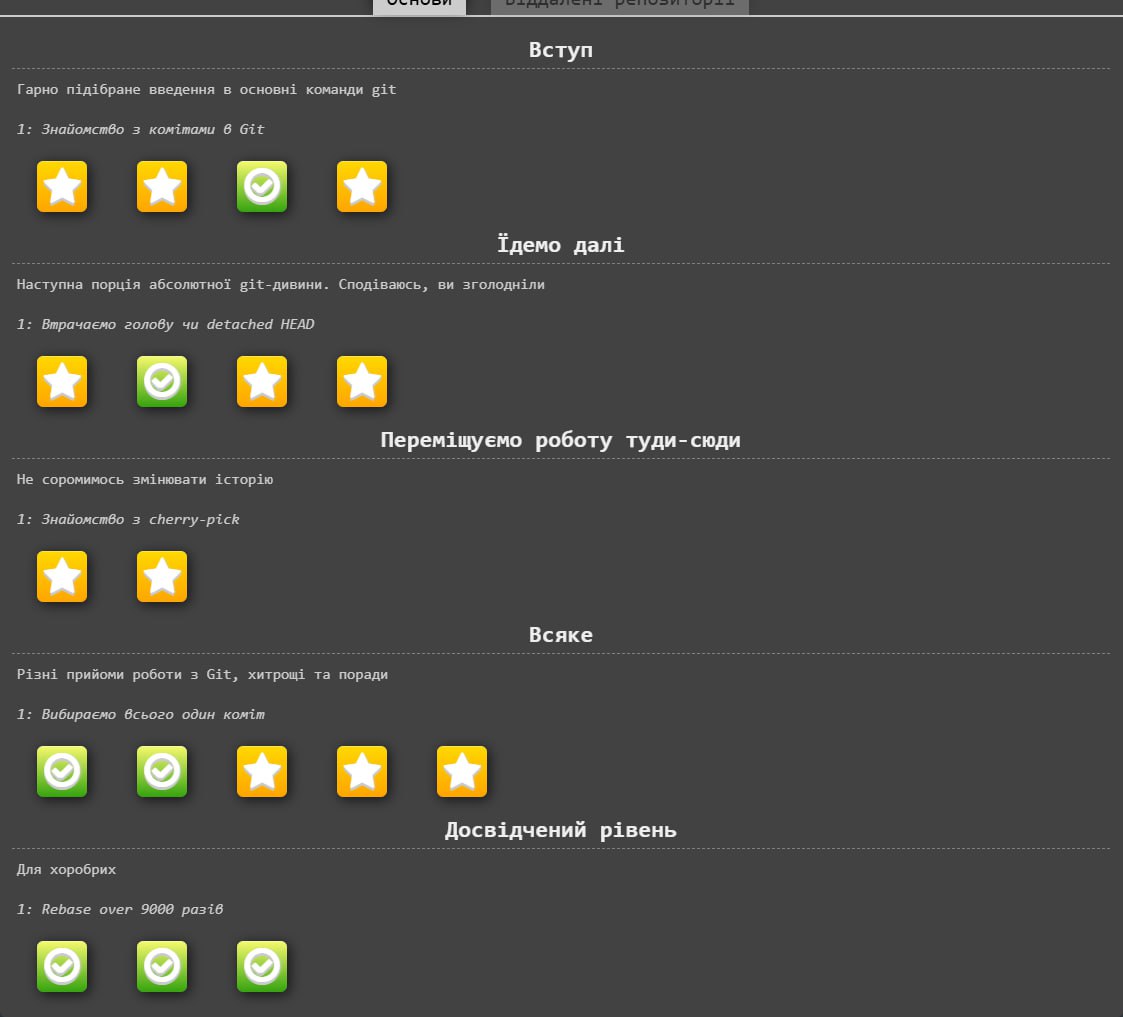 Основи Віддалені репозиторії
Вступ
Гарно підібране введення в основні команди git
1: Знайомство з комітами в Git
Їдемо далі
Наступна порція абсолютної git-дивини. Сподіваюсь, ви зголодніли
1: Втрачаємо голову чи detached HEAD
Переміщуємо роботу туди-сюди
Не соромимось змінювати історію
1: Знайомство з cherry-pick
Всяке
Різні прийоми роботи з Git, хитрощі та поради
1: Вибираємо всього один коміт
Досвідчений рівень
Для хоробрих
1: Rebase over 9000 разів